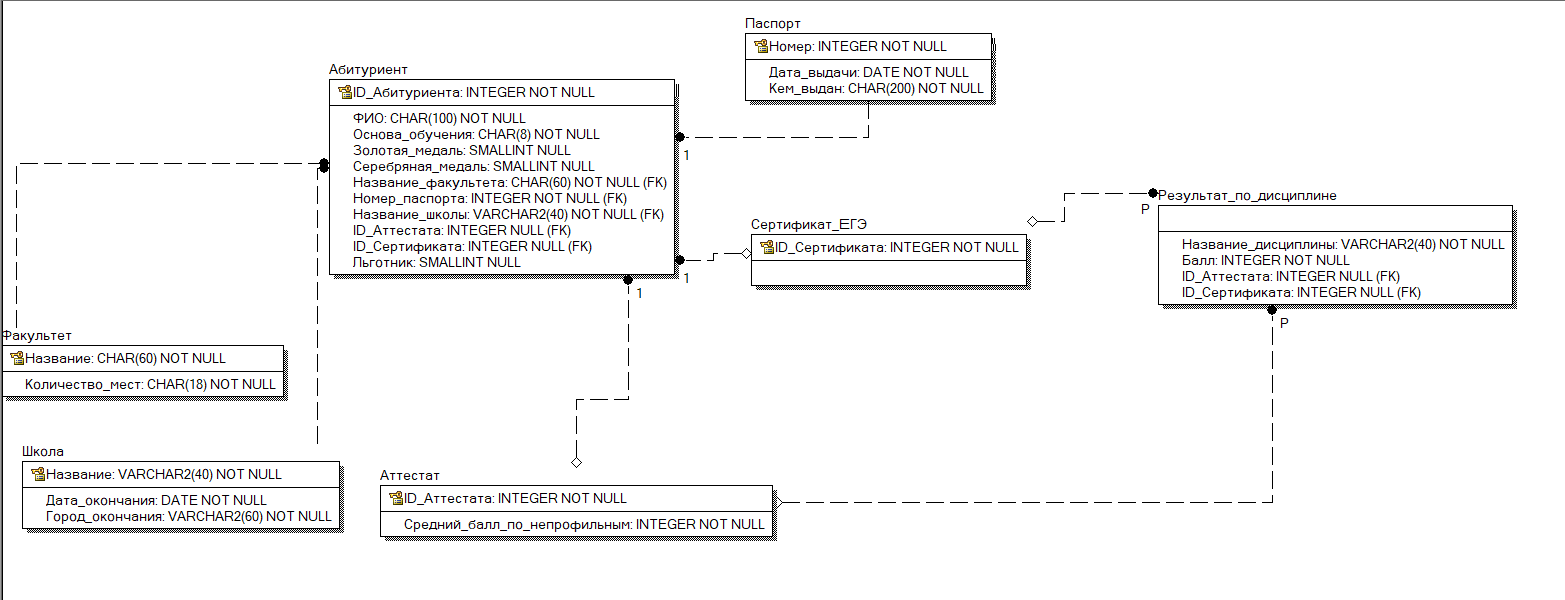 Паспорт
Номер: INTEGER NOT NULL
Дата_выдачи: DATE NOT NULL
Кем_выдан: CHAR(200) NOT NULL
Абитуриент
ID_Абитуриента: INTEGER NOT NULL
ФИО: CHAR(100) NOT NULL
Основа_обучения: CHAR(8) NOT NULL
Золотая_медаль: SMALLINT NULL
Серебряная_медаль: SMALLINT NULL
Название_факультета: CHAR(60) NOT NULL (FK)
Номер_паспорта: INTEGER NOT NULL (FK)
Название_школы: VARCHAR2(40) NOT NULL (FK)
ID_Аттестата: INTEGER NULL (FK)
ID_Сертификата: INTEGER NULL (FK)
Льготник: SMALLINT NULL
1
1
1
Сертификат_ЕГЭ
ID_Сертификата: INTEGER NOT NULL
P
Результат_по_дисциплине
Название_дисциплины: VARCHAR2(40) NOT NULL
Балл: INTEGER NOT NULL
ID_Аттестата: INTEGER NULL (FK)
ID_Сертификата: INTEGER NULL (FK)
P
Факультет
Название: CHAR(60) NOT NULL
Количество_мест: CHAR(18) NOT NULL
Школа
Название: VARCHAR2(40) NOT NULL
Дата_окончания: DATE NOT NULL
Город_окончания: VARCHAR2(60) NOT NULL
Аттестат
ID_Аттестата: INTEGER NOT NULL
Средний_балл_по_непрофильным: INTEGER NOT NULL